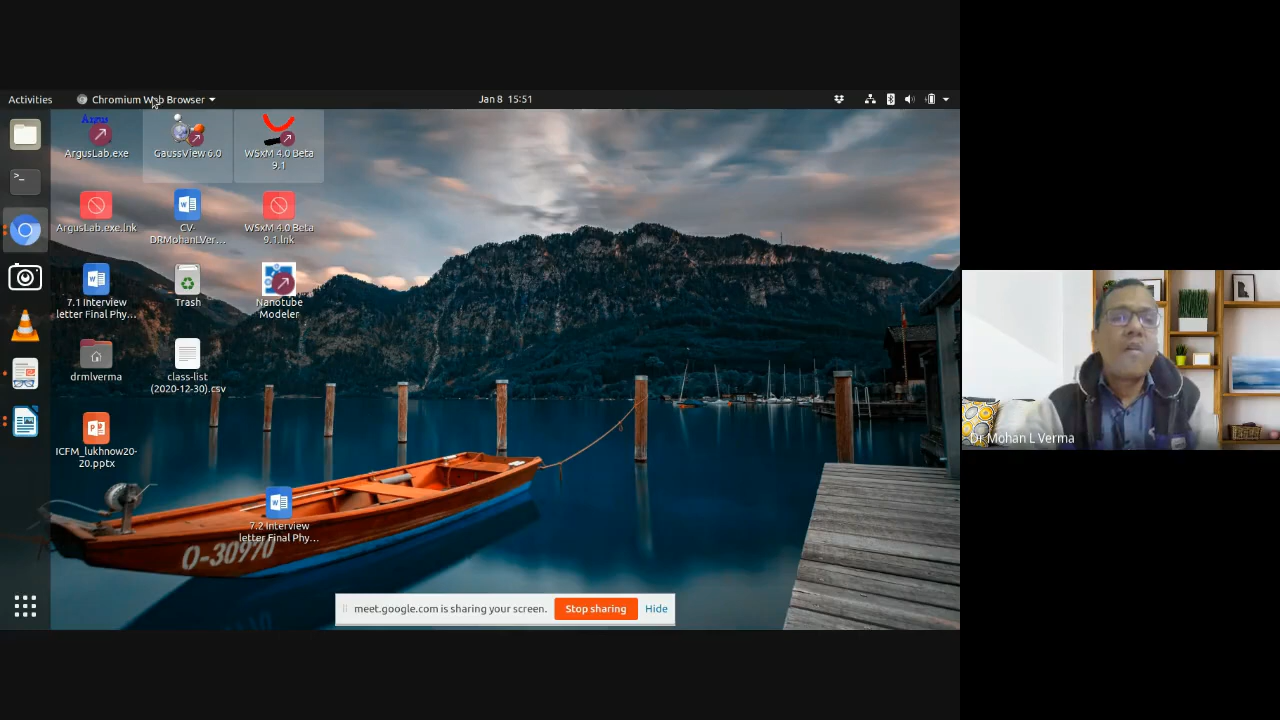 Activities
Chromium Web Browser
Jan 8 15:51
Argus
ArgusLab.exe
GaussView 6.0
WSxM 4.0 Beta
9.1
ArgusLab.exe.lnk
CV-
DRMohanLVer...
WSxM 4.0 Beta
9.1.lnk
7.1 Interview
letter Final Phy...
Trash
Nanotube
Modeler
drmlverma
class-list
(2020-12-30).csv
ICFM_lukhnow20-
20.pptx
7.2 Interview
letter Final Phy...
O-30970
meet.google.com is sharing your screen.
Stop sharing
Hide
Dr Mohan L Verma